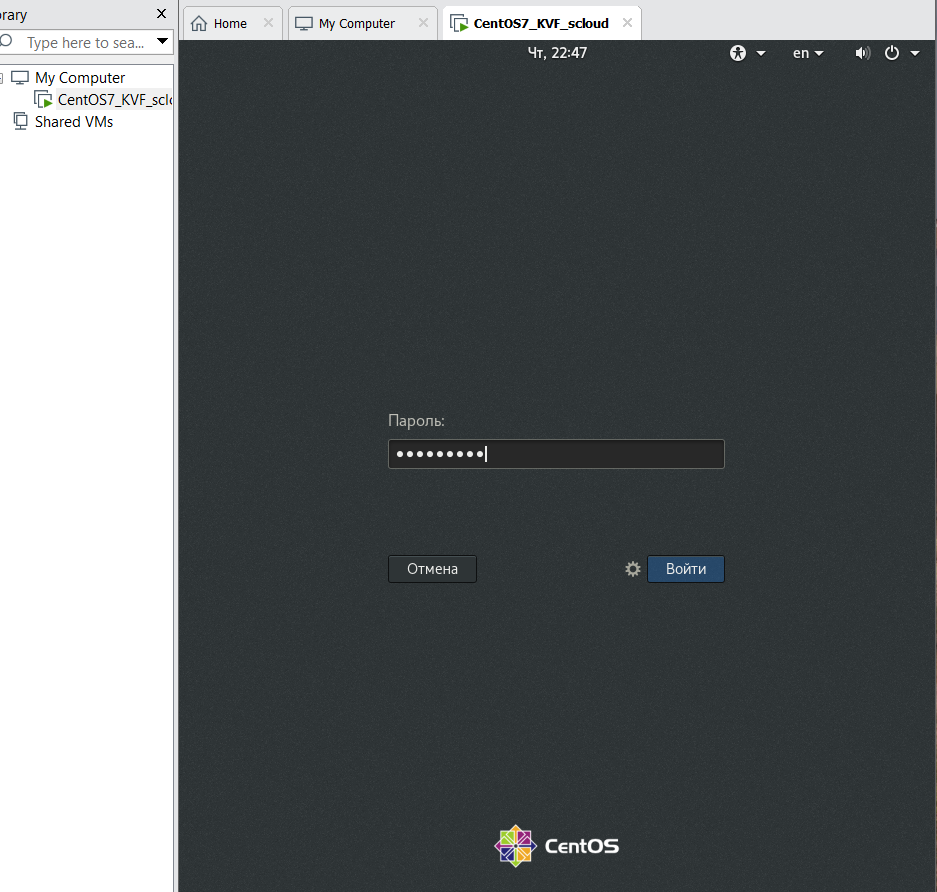 rary
Home
My Computer
CentOS7_KVF_scloud
Type here to sea...
Чт, 22:47
en
My Computer
CentOS7_KVF_scl
Shared VMs
Пароль:
Отмена
Войти
CentOS